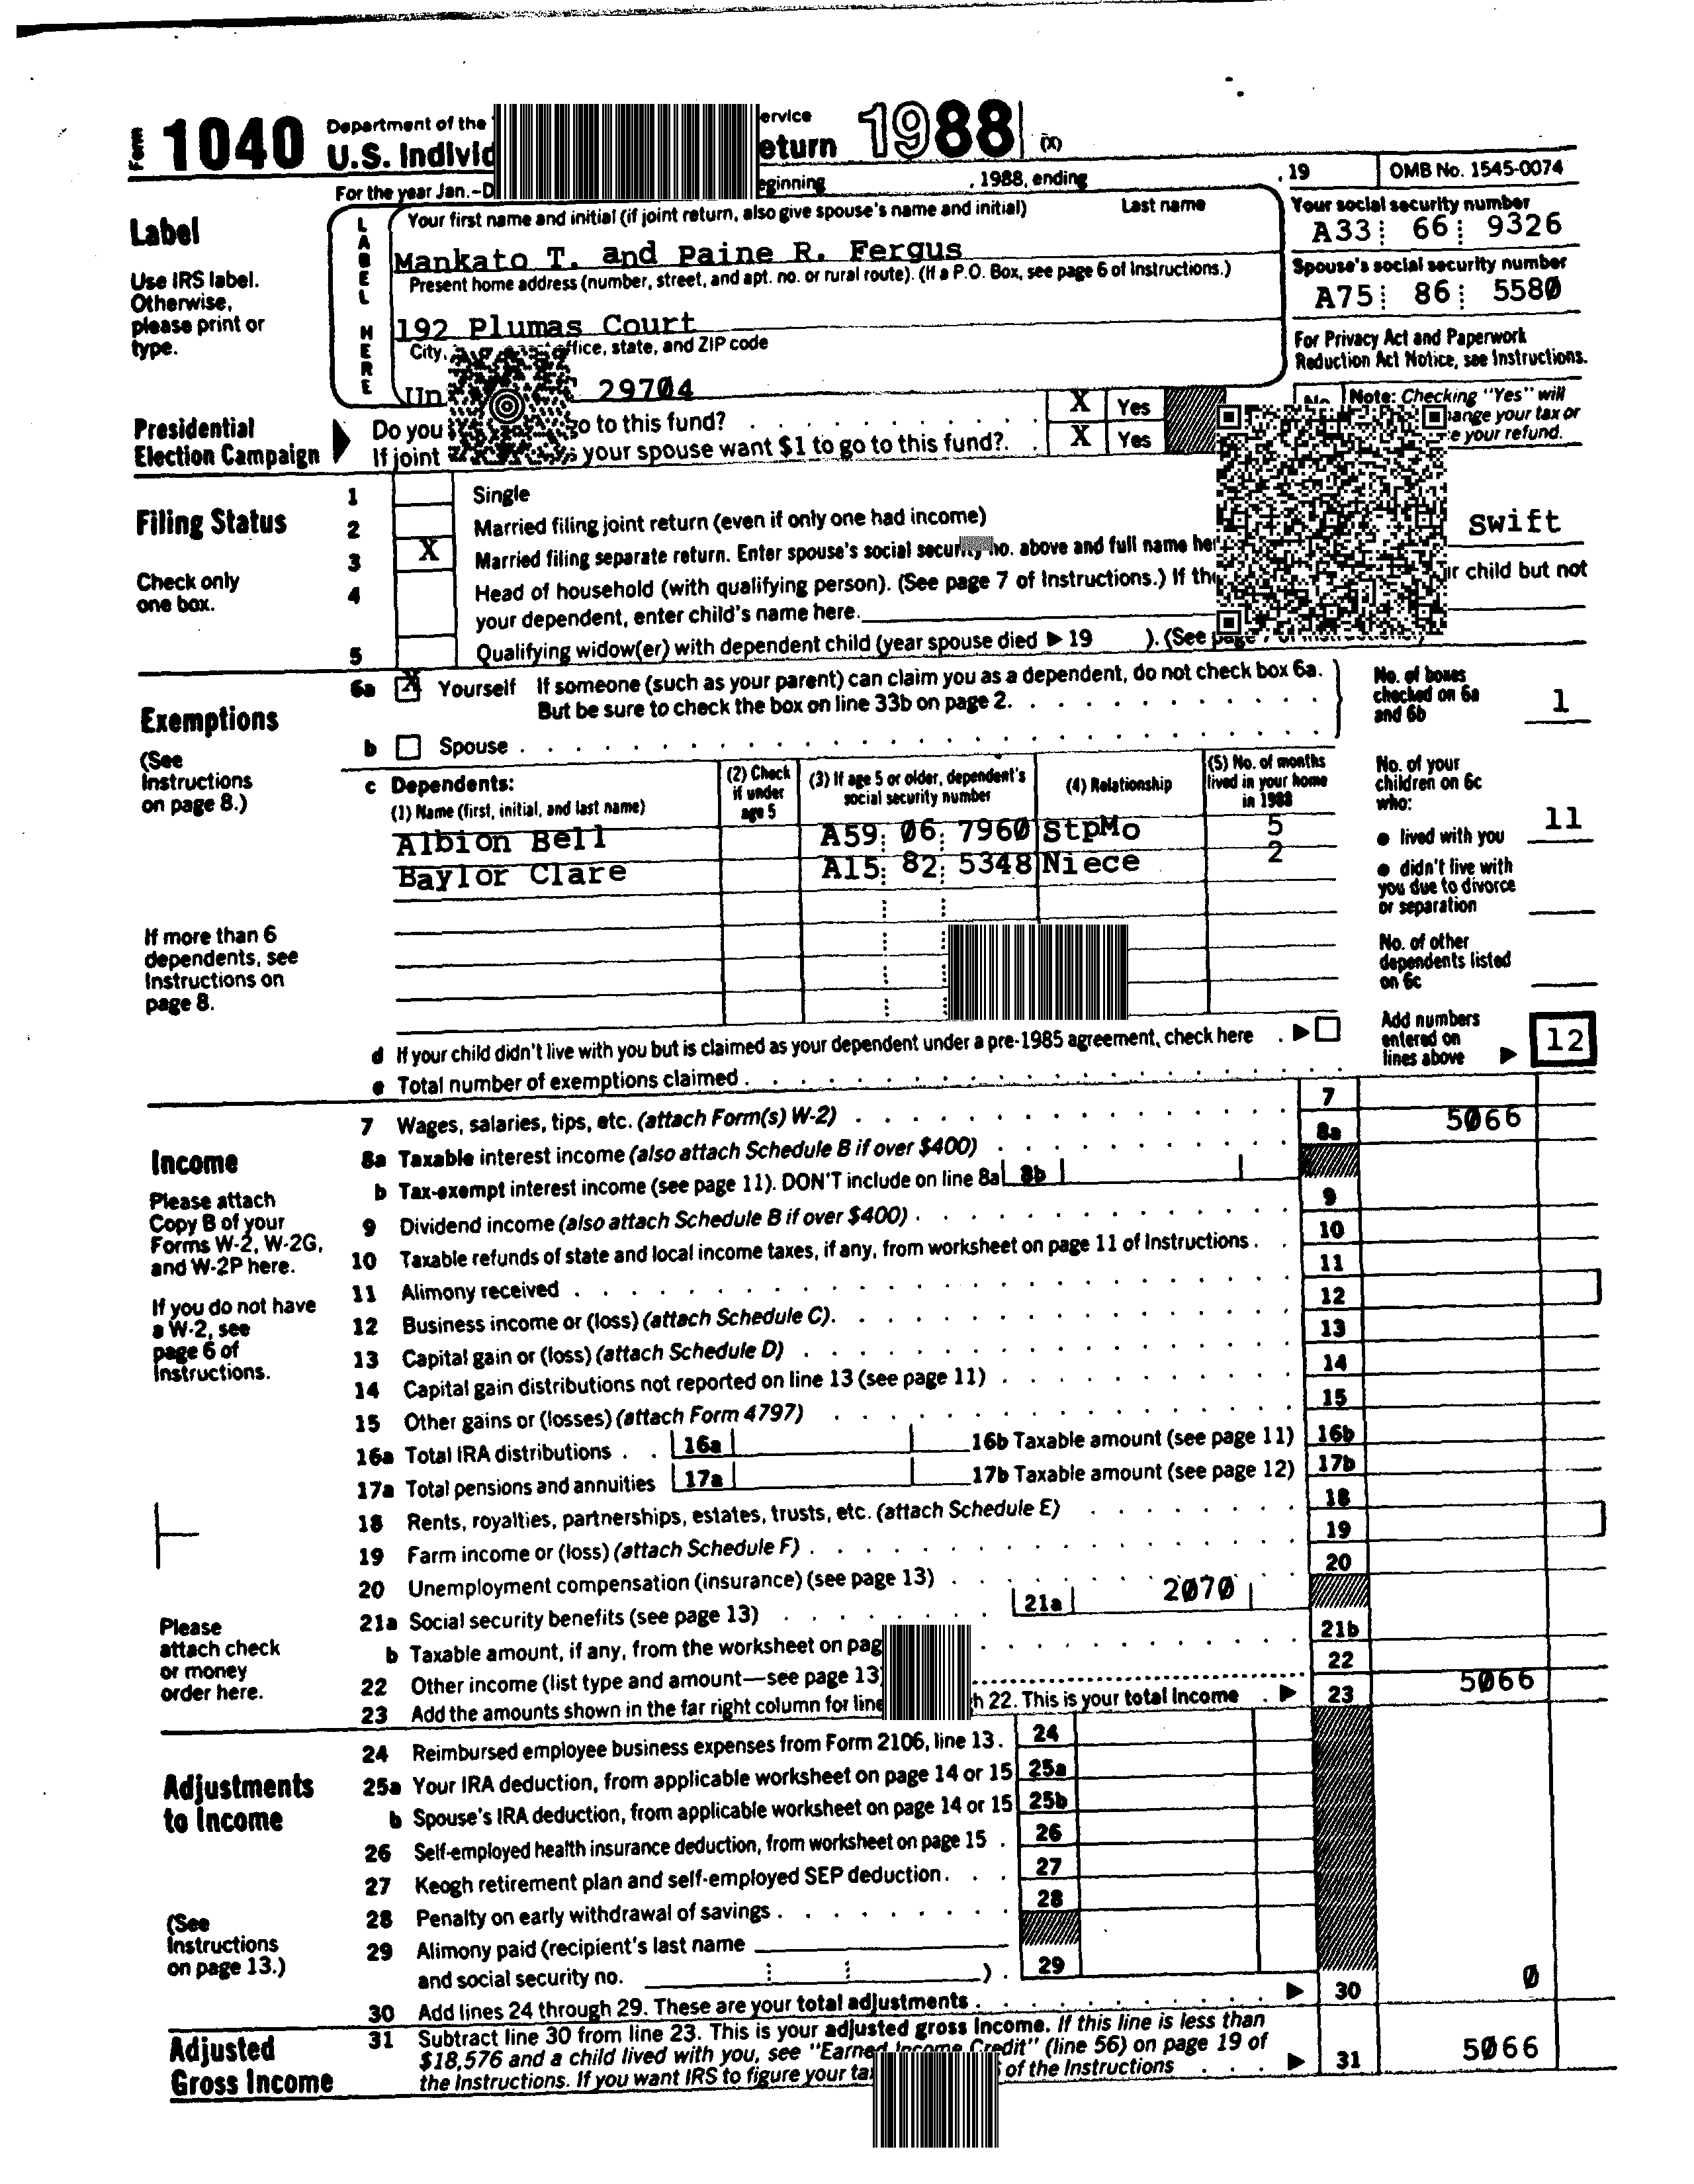 Form 1040 Department of the ervice
U.S. eturn 1988 (X)
For the year Jan.–D eginning , 1988, ending , 19 OMB No. 1545-0074
Label
Use IRS label. Otherwise, please print or type.
LABEL HERE
Your first name and initial (if joint return, also give spouse's name and initial) Last name
Mankato T. and Paine R. Fergus
Present home address (number, street, and apt. no. or rural route). (If a P.O. Box, see page 6 of Instructions.)
192 Plumas Court
City, office, state, and ZIP code
Un 29704
Your social security number
A33 66 9326
Spouse's social security number
A75 86 5580
For Privacy Act and Paperwork
Reduction Act Notice, see Instructions.
Presidential
Election Campaign
Do you go to this fund? X Yes No
If joint your spouse want $1 to go to this fund? X Yes
Note: Checking "Yes" will
ange your tax or
e your refund.
Filing Status
Check only
one box.
1 Single
2 Married filing joint return (even if only one had income)
3 X Married filing separate return. Enter spouse's social security no. above and full name Swift
4 Head of household (with qualifying person). (See page 7 of Instructions.) If child but not
your dependent, enter child's name here.
5 Qualifying widow(er) with dependent child (year spouse died ▶ 19 ). (See
Exemptions
(See
Instructions
on page 8.)
6a X Yourself If someone (such as your parent) can claim you as a dependent, do not check box 6a.
But be sure to check the box on line 33b on page 2.
b Spouse
No. of boxes
checked on 6a
and 6b 1
c Dependents:
(1) Name (first, initial, and last name)
(2) Check
if under
age 5
(3) If age 5 or older, dependent's
social security number
(4) Relationship
(5) No. of months
lived in your home
in 1988
Albion Bell A59 06 7960 StpMo 5
Baylor Clare A15 82 5348 Niece 2
No. of your
children on 6c
who:
● lived with you 11
● didn't live with
you due to divorce
or separation
No. of other
dependents listed
on 6c
If more than 6
dependents, see
Instructions on
page 8.
d If your child didn't live with you but is claimed as your dependent under a pre-1985 agreement, check here . ▶
e Total number of exemptions claimed
Add numbers
entered on
lines above ▶ 12
Income
Please attach
Copy B of your
Forms W-2, W-2G,
and W-2P here.
If you do not have
a W-2, see
page 6 of
Instructions.
7 Wages, salaries, tips, etc. (attach Form(s) W-2) 7
8a Taxable interest income (also attach Schedule B if over $400) 8a 5066
b Tax-exempt interest income (see page 11). DON'T include on line 8a 8b
9 Dividend income (also attach Schedule B if over $400) 9
10 Taxable refunds of state and local income taxes, if any, from worksheet on page 11 of Instructions 10
11 Alimony received 11
12 Business income or (loss) (attach Schedule C) 12
13 Capital gain or (loss) (attach Schedule D) 13
14 Capital gain distributions not reported on line 13 (see page 11) 14
15 Other gains or (losses) (attach Form 4797) 15
16a Total IRA distributions 16a 16b Taxable amount (see page 11) 16b
17a Total pensions and annuities 17a 17b Taxable amount (see page 12) 17b
18 Rents, royalties, partnerships, estates, trusts, etc. (attach Schedule E) 18
19 Farm income or (loss) (attach Schedule F) 19
20 Unemployment compensation (insurance) (see page 13) 20
21a Social security benefits (see page 13) 21a 2070
b Taxable amount, if any, from the worksheet on pag 21b
22 Other income (list type and amount—see page 13) 22
23 Add the amounts shown in the far right column for line h 22. This is your total income ▶ 23 5066
Please
attach check
or money
order here.
Adjustments
to Income
(See
Instructions
on page 13.)
24 Reimbursed employee business expenses from Form 2106, line 13. 24
25a Your IRA deduction, from applicable worksheet on page 14 or 15 25a
b Spouse's IRA deduction, from applicable worksheet on page 14 or 15 25b
26 Self-employed health insurance deduction, from worksheet on page 15 26
27 Keogh retirement plan and self-employed SEP deduction 27
28 Penalty on early withdrawal of savings 28
29 Alimony paid (recipient's last name
and social security no. ) 29
30 Add lines 24 through 29. These are your total adjustments ▶ 30 0
Adjusted
Gross Income
31 Subtract line 30 from line 23. This is your adjusted gross income. If this line is less than
$18,576 and a child lived with you, see "Earned Income Credit" (line 56) on page 19 of
the Instructions. If you want IRS to figure your ta of the Instructions ▶ 31 5066